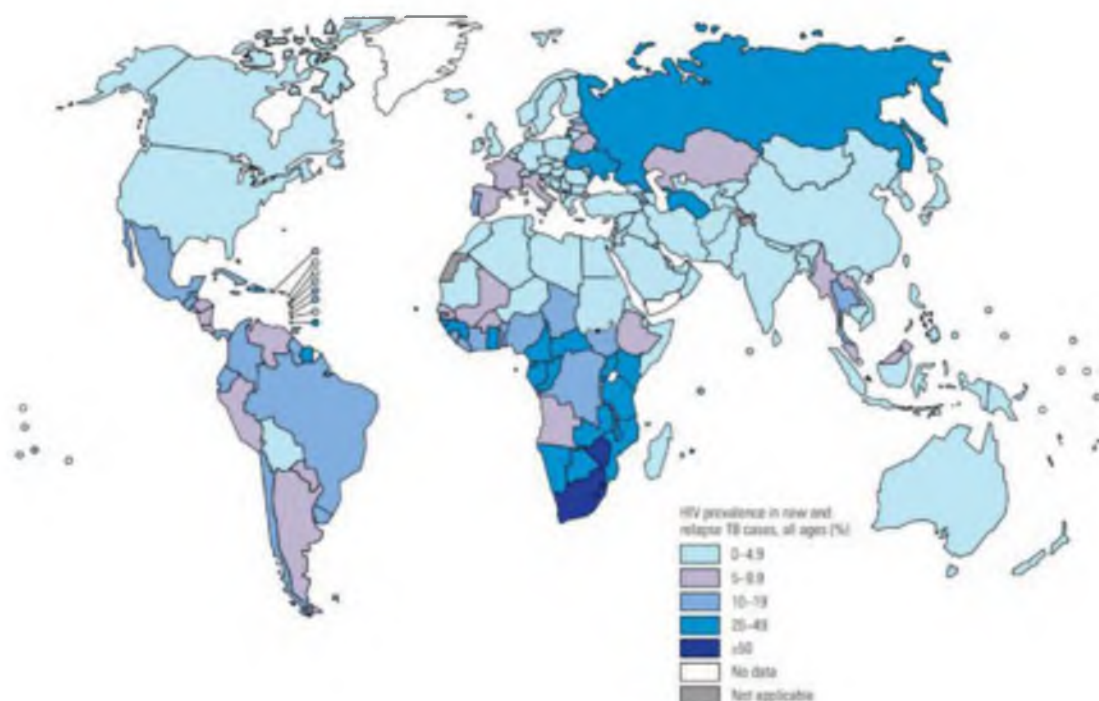 HIV prevalence in new and
relapse TB cases, all ages (%)
0–4.9
5–9.9
10–19
20–49
≥50
No data
Not applicable